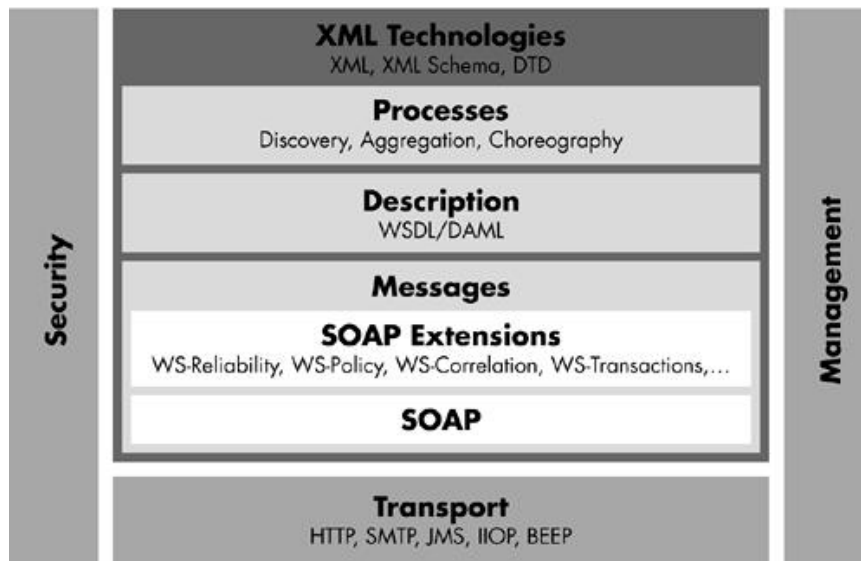 XML Technologies
XML, XML Schema, DTD
Processes
Discovery, Aggregation, Choreography
Description
WSDL/DAML
Messages
SOAP Extensions
WS-Reliability, WS-Policy, WS-Correlation, WS-Transactions,...
SOAP
Transport
HTTP, SMTP, JMS, IIOP, BEEP
Security
Management